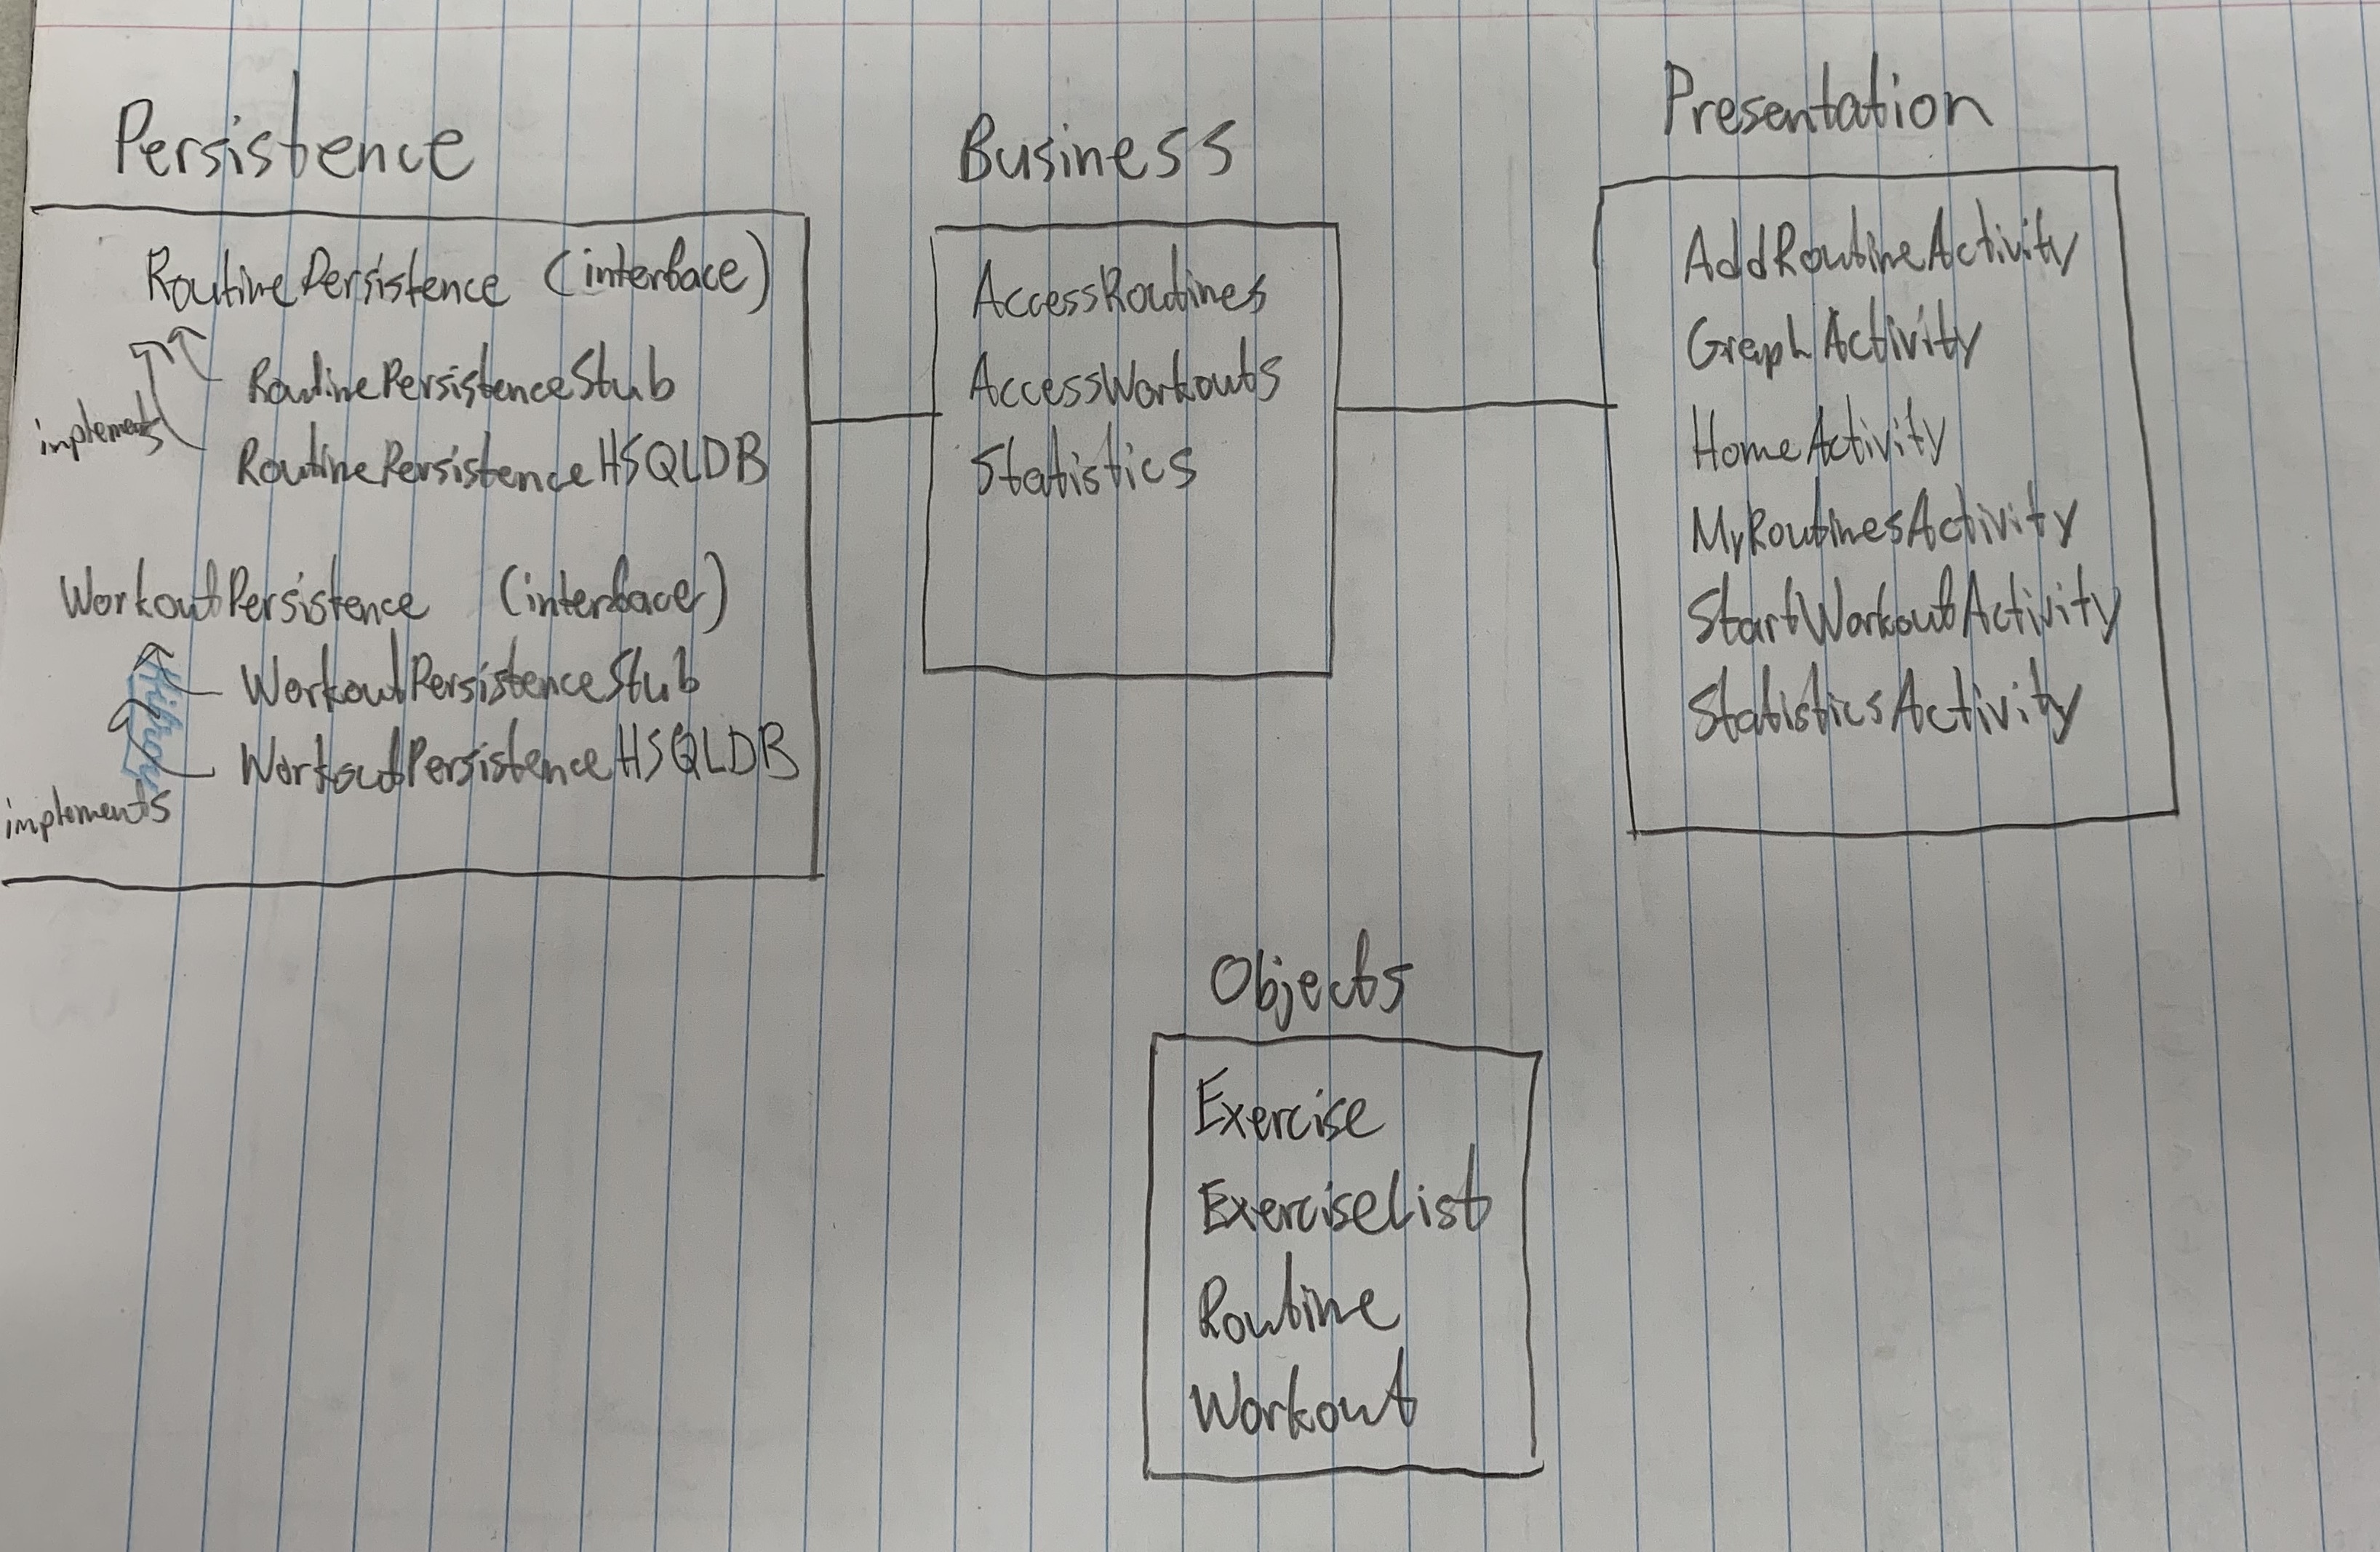 Persistence
RoutinePersistence (interface)
RoutinePersistenceStub
implements
RoutinePersistenceHSQLDB
WorkoutPersistence (interface)
WorkoutPersistenceStub
WorkoutPersistenceHSQLDB
implements
Business
AccessRoutines
AccessWorkouts
Statistics
Presentation
AddRoutineActivity
GraphActivity
HomeActivity
MyRoutinesActivity
StartWorkoutActivity
StatisticsActivity
Objects
Exercise
ExerciseList
Routine
Workout